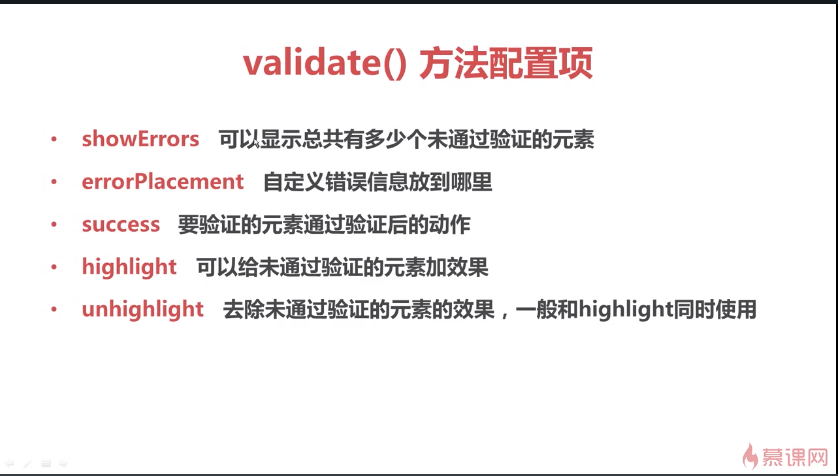 validate() 方法配置项
• showErrors 可以显示总共有多少个未通过验证的元素
• errorPlacement 自定义错误信息放到哪里
• success 要验证的元素通过验证后的动作
• highlight 可以给未通过验证的元素加效果
• unhighlight 去除未通过验证的元素的效果，一般和highlight同时使用
慕课网